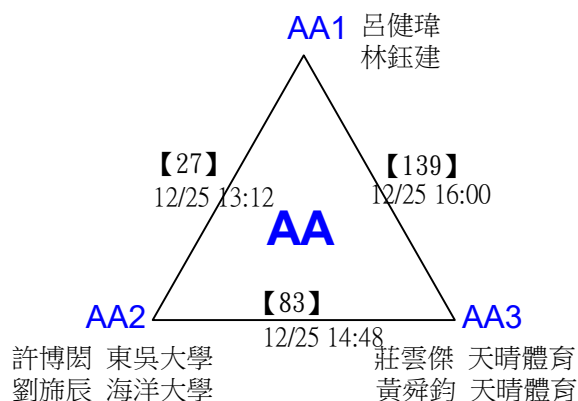 AA1 呂健瑋
林鈺建
【27】
12/25 13:12
【139】
12/25 16:00
AA
【83】
12/25 14:48
AA2
AA3
許博閎 東吳大學
劉旆辰 海洋大學
莊雲傑 天晴體育
黃舜鈞 天晴體育